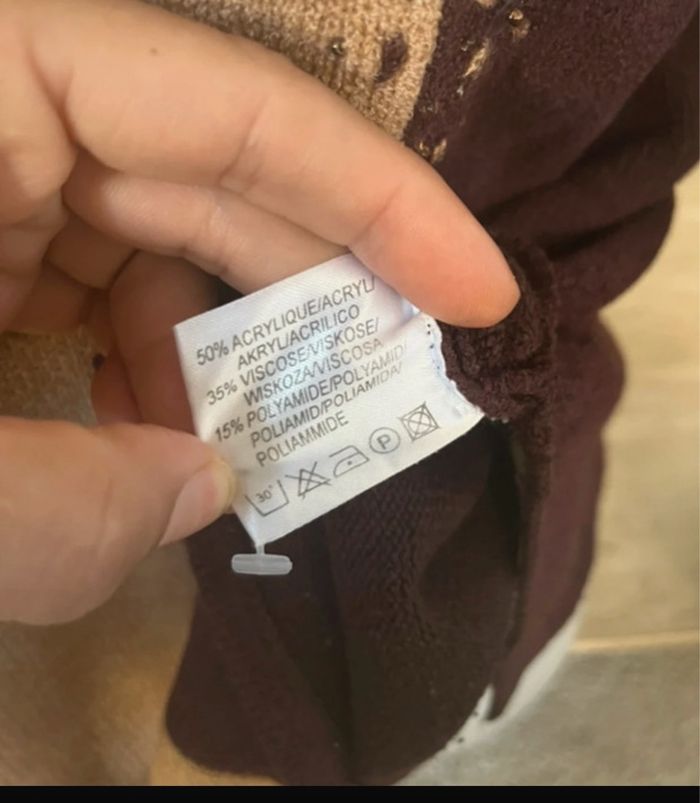 50% ACRYLIQUE/ACRYL/
AKRYL/ACRILICO
35% VISCOSE/VISKOSE/
WISKOZA/VISCOSA
15% POLYAMIDE/POLYAMID/
POLIAMID/POLIAMIDA/
POLIAMMIDE
30° P